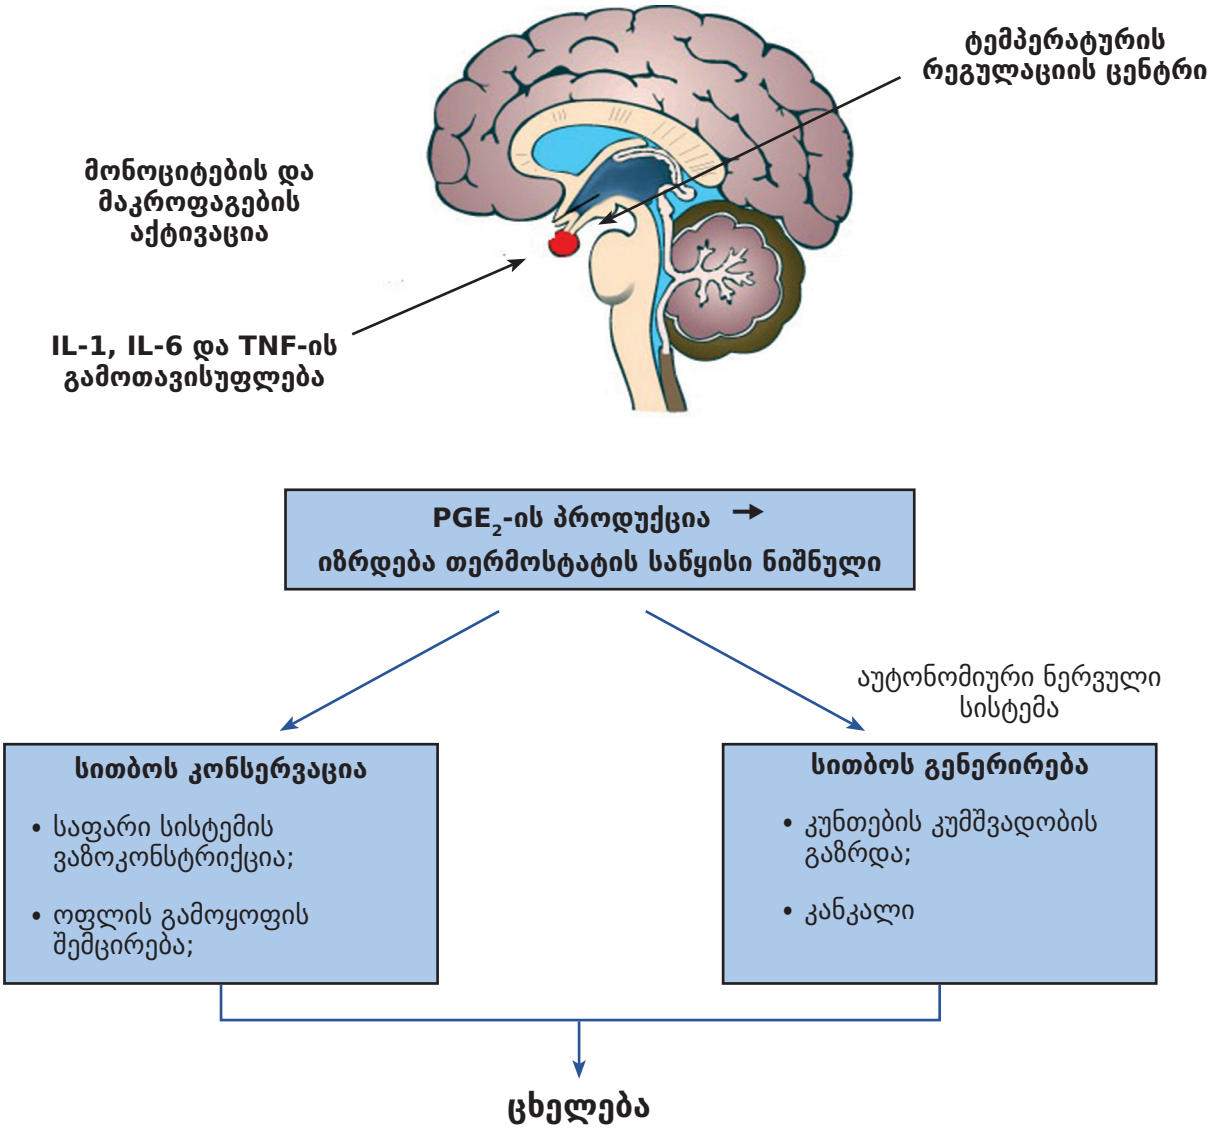 ტემპერატურის
რეგულაციის ცენტრი
მონოციტების და
მაკროფაგების
აქტივაცია
IL-1, IL-6 და TNF-ის
გამოთავისუფლება
PGE₂-ის პროდუქცია →
იზრდება თერმოსტატის საწყისი ნიშნული
აუტონომიური ნერვული
სისტემა
სითბოს კონსერვაცია
• საფარი სისტემის
ვაზოკონსტრიქცია;
• ოფლის გამოყოფის
შემცირება;
სითბოს გენერირება
• კუნთების კუმშვადობის
გაზრდა;
• კანკალი
ცხელება